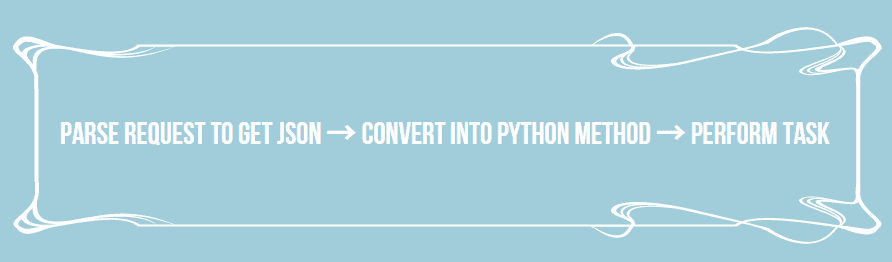 PARSE REQUEST TO GET JSON → CONVERT INTO PYTHON METHOD → PERFORM TASK